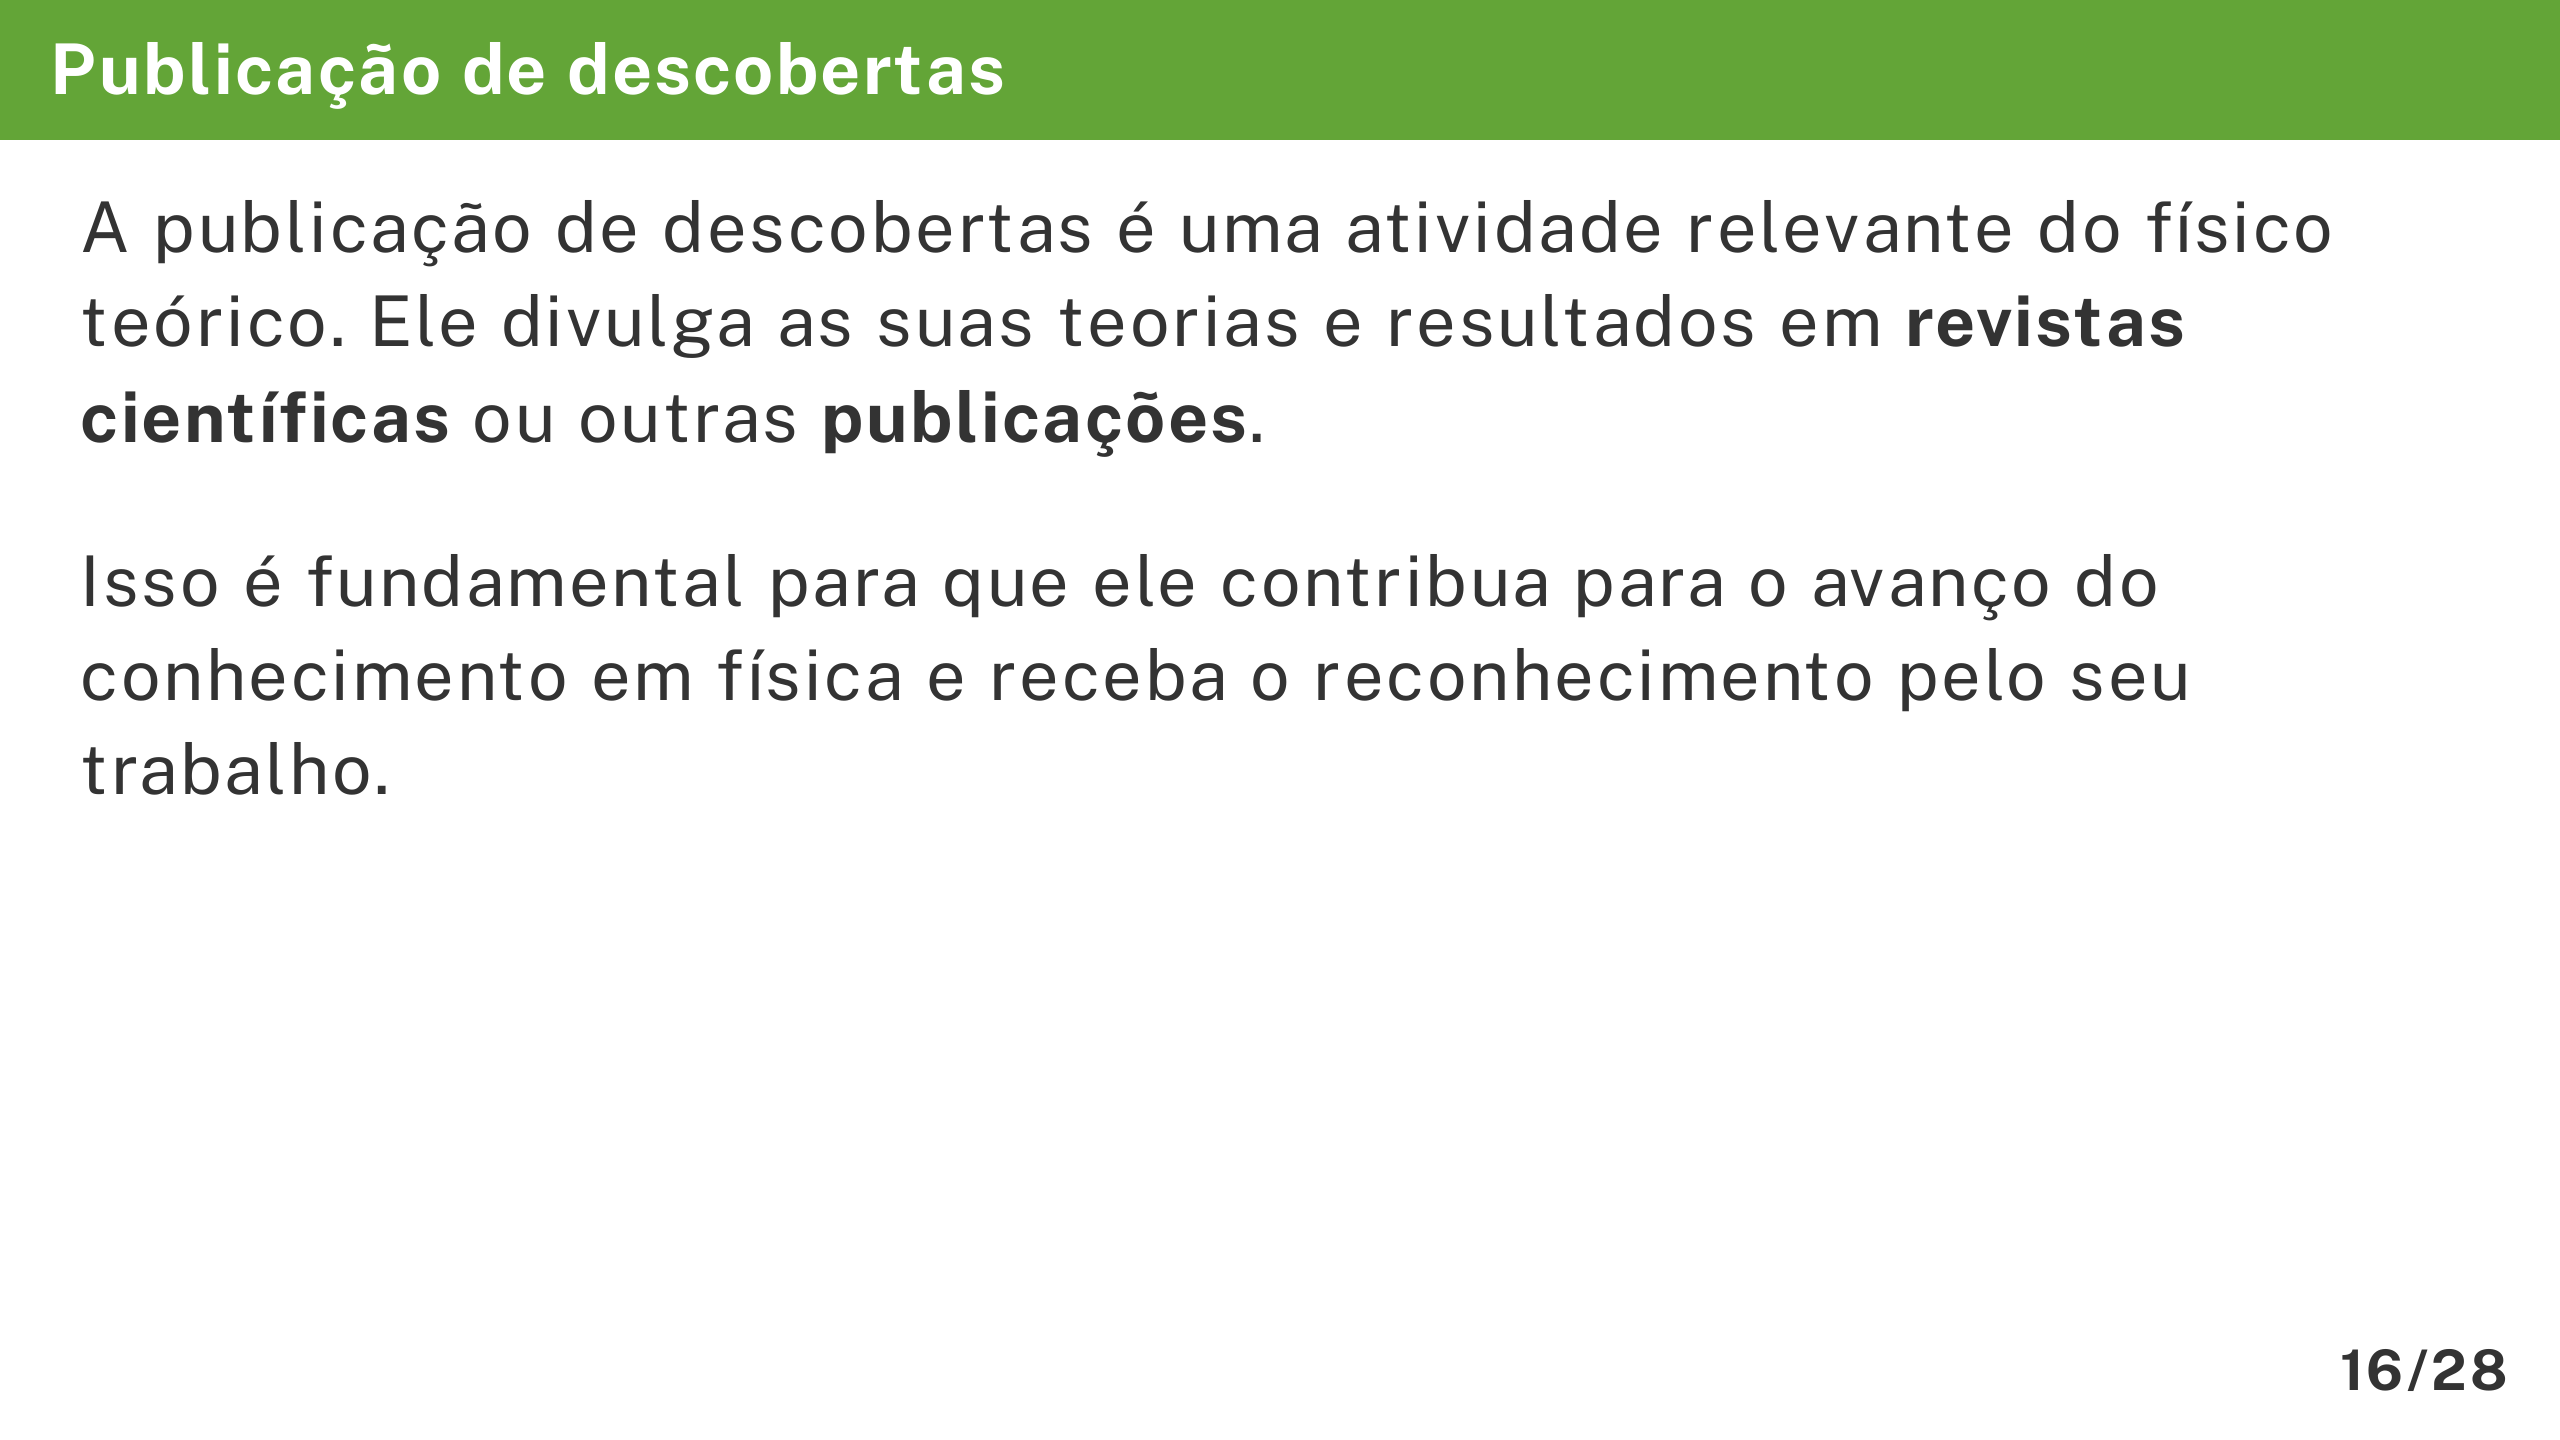 Publicação de descobertas
A publicação de descobertas é uma atividade relevante do físico
teórico. Ele divulga as suas teorias e resultados em revistas
científicas ou outras publicações.
Isso é fundamental para que ele contribua para o avanço do
conhecimento em física e receba o reconhecimento pelo seu
trabalho.
16/28